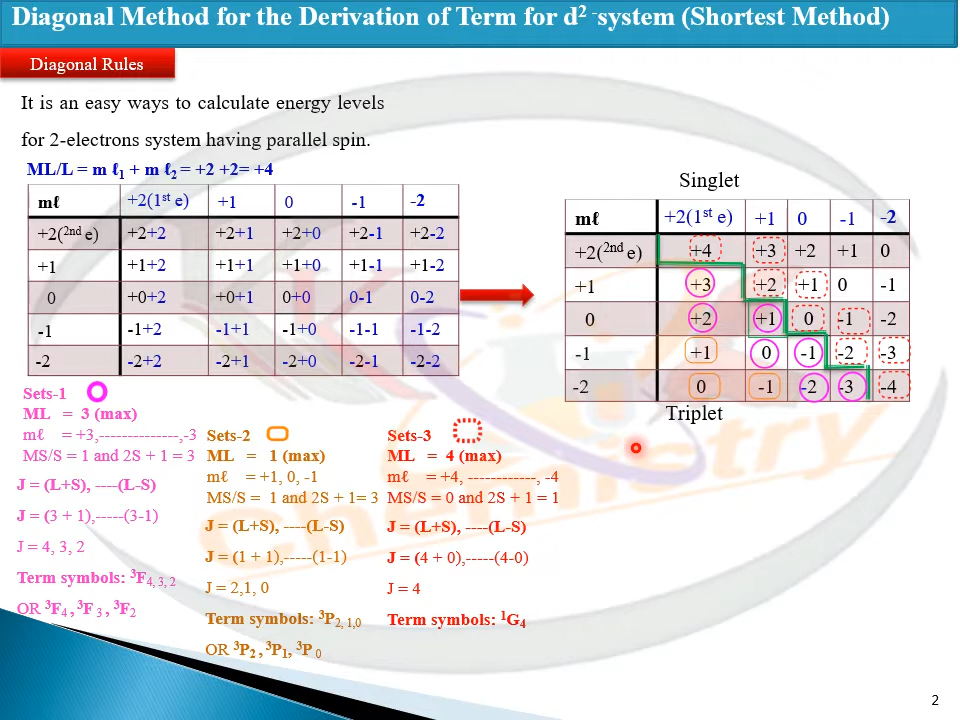 Diagonal Method for the Derivation of Term for d² -system (Shortest Method)
Diagonal Rules
It is an easy ways to calculate energy levels
for 2-electrons system having parallel spin.
ML/L = m ℓ₁ + m ℓ₂ = +2 +2= +4
mℓ +2(1st e) +1 0 -1 -2
+2(2nd e) +2+2 +2+1 +2+0 +2-1 +2-2
+1 +1+2 +1+1 +1+0 +1-1 +1-2
0 +0+2 +0+1 0+0 0-1 0-2
-1 -1+2 -1+1 -1+0 -1-1 -1-2
-2 -2+2 -2+1 -2+0 -2-1 -2-2
Singlet
mℓ +2(1st e) +1 0 -1 -2
+2(2nd e) +4 +3 +2 +1 0
+1 +3 +2 +1 0 -1
0 +2 +1 0 -1 -2
-1 +1 0 -1 -2 -3
-2 0 -1 -2 -3 -4
Triplet
Sets-1
ML = 3 (max)
mℓ = +3,--------------,-3
MS/S = 1 and 2S + 1 = 3
J = (L+S), ----(L-S)
J = (3 + 1),-----(3-1)
J = 4, 3, 2
Term symbols: ³F₄, ₃, ₂
OR ³F₄ , ³F ₃ , ³F₂
Sets-2
ML = 1 (max)
mℓ = +1, 0, -1
MS/S = 1 and 2S + 1= 3
J = (L+S), ----(L-S)
J = (1 + 1),-----(1-1)
J = 2,1, 0
Term symbols: ³P₂, ₁,₀
OR ³P₂ , ³P₁, ³P ₀
Sets-3
ML = 4 (max)
mℓ = +4, ------------, -4
MS/S = 0 and 2S + 1 = 1
J = (L+S), ----(L-S)
J = (4 + 0),-----(4-0)
J = 4
Term symbols: ¹G₄
Chemistry
2